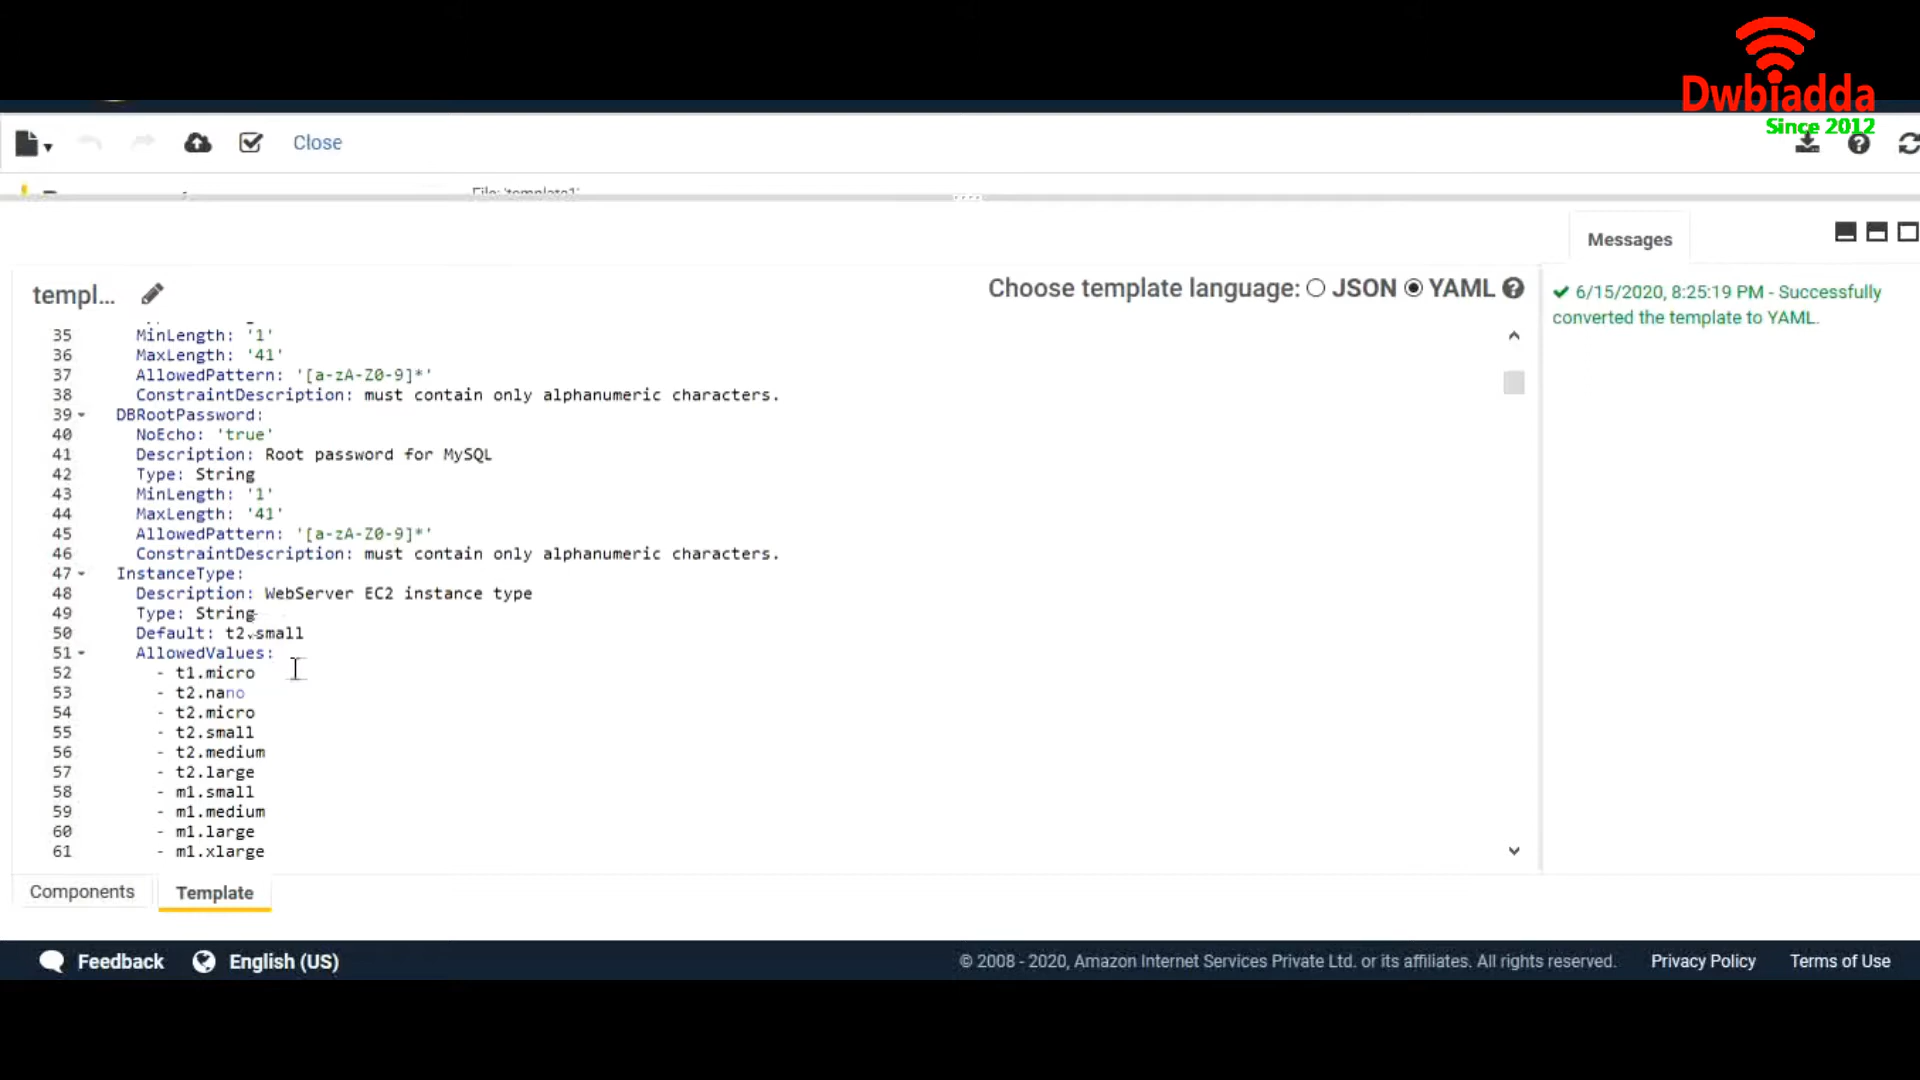 Dwbiadda
Since 2012
Close
File: 'template1'
Messages
templ...
Choose template language: JSON YAML
6/15/2020, 8:25:19 PM - Successfully
converted the template to YAML.
35 MinLength: '1'
36 MaxLength: '41'
37 AllowedPattern: '[a-zA-Z0-9]*'
38 ConstraintDescription: must contain only alphanumeric characters.
39 DBRootPassword:
40 NoEcho: 'true'
41 Description: Root password for MySQL
42 Type: String
43 MinLength: '1'
44 MaxLength: '41'
45 AllowedPattern: '[a-zA-Z0-9]*'
46 ConstraintDescription: must contain only alphanumeric characters.
47 InstanceType:
48 Description: WebServer EC2 instance type
49 Type: String
50 Default: t2.small
51 AllowedValues:
52 - t1.micro
53 - t2.nano
54 - t2.micro
55 - t2.small
56 - t2.medium
57 - t2.large
58 - m1.small
59 - m1.medium
60 - m1.large
61 - m1.xlarge
Components Template
Feedback English (US) © 2008 - 2020, Amazon Internet Services Private Ltd. or its affiliates. All rights reserved. Privacy Policy Terms of Use